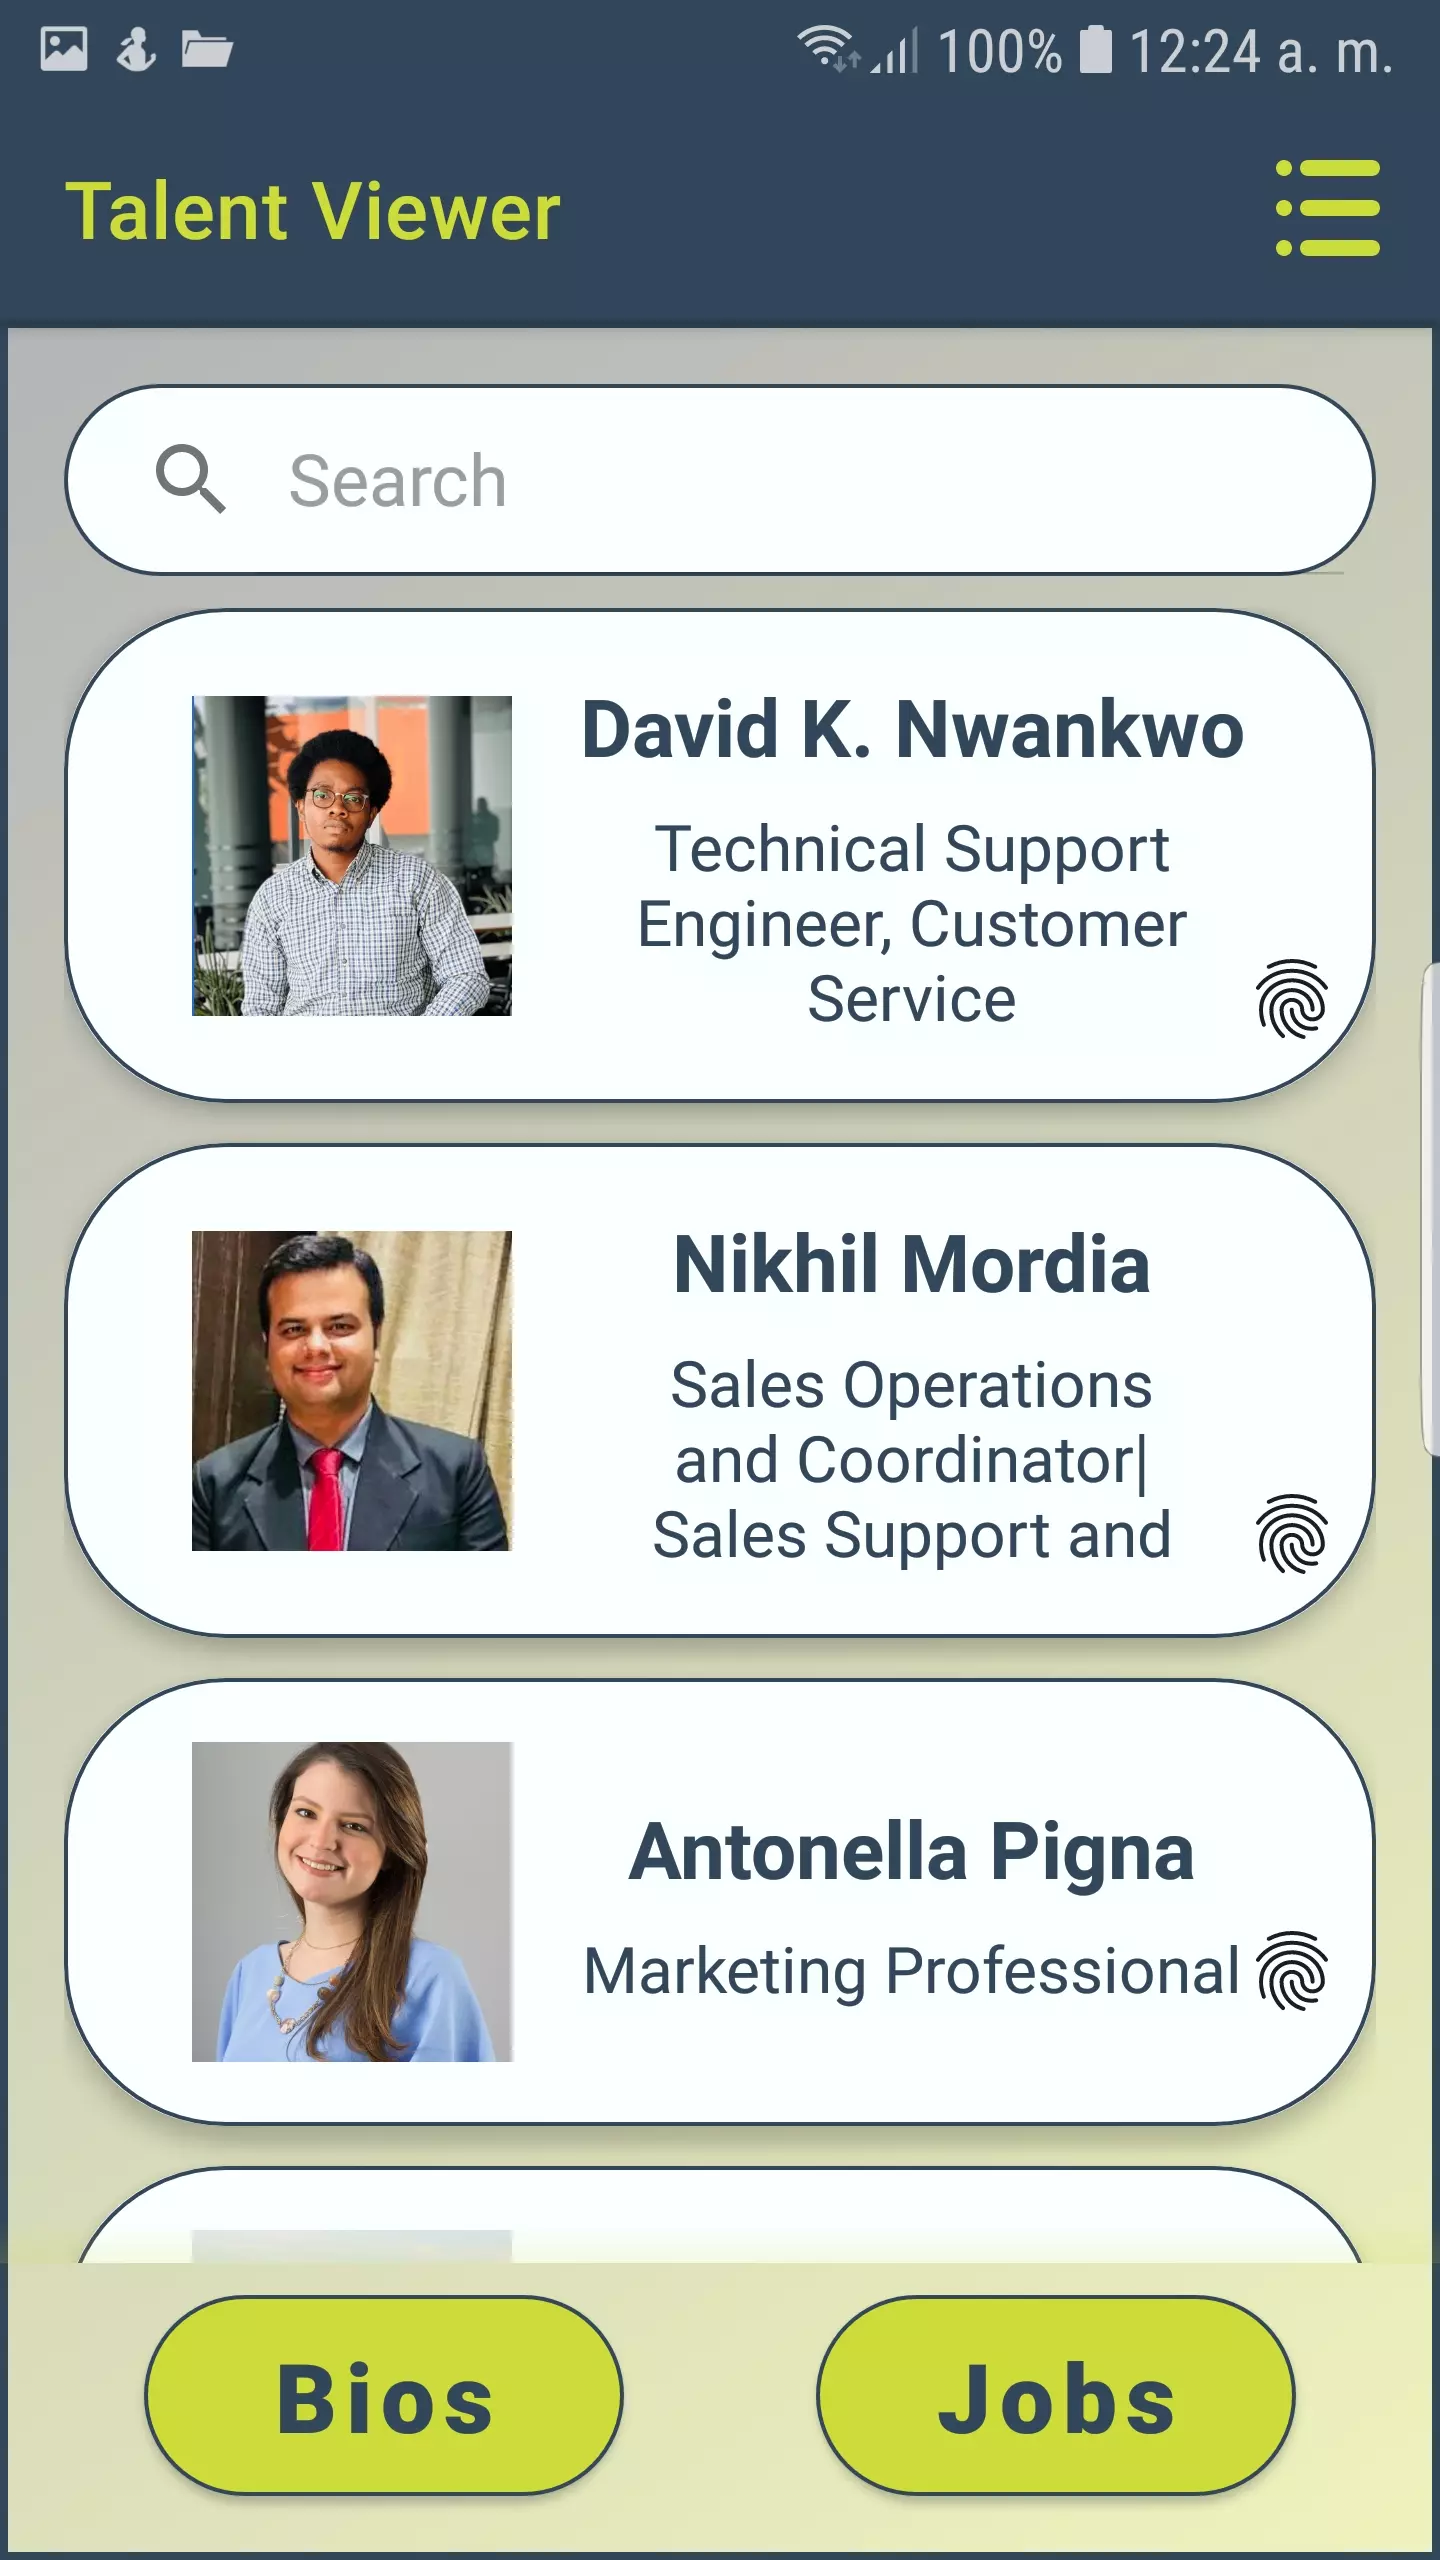 100% 12:24 a. m.
Talent Viewer
Search
David K. Nwankwo
Technical Support
Engineer, Customer
Service
Nikhil Mordia
Sales Operations
and Coordinator|
Sales Support and
Antonella Pigna
Marketing Professional
Bios
Jobs